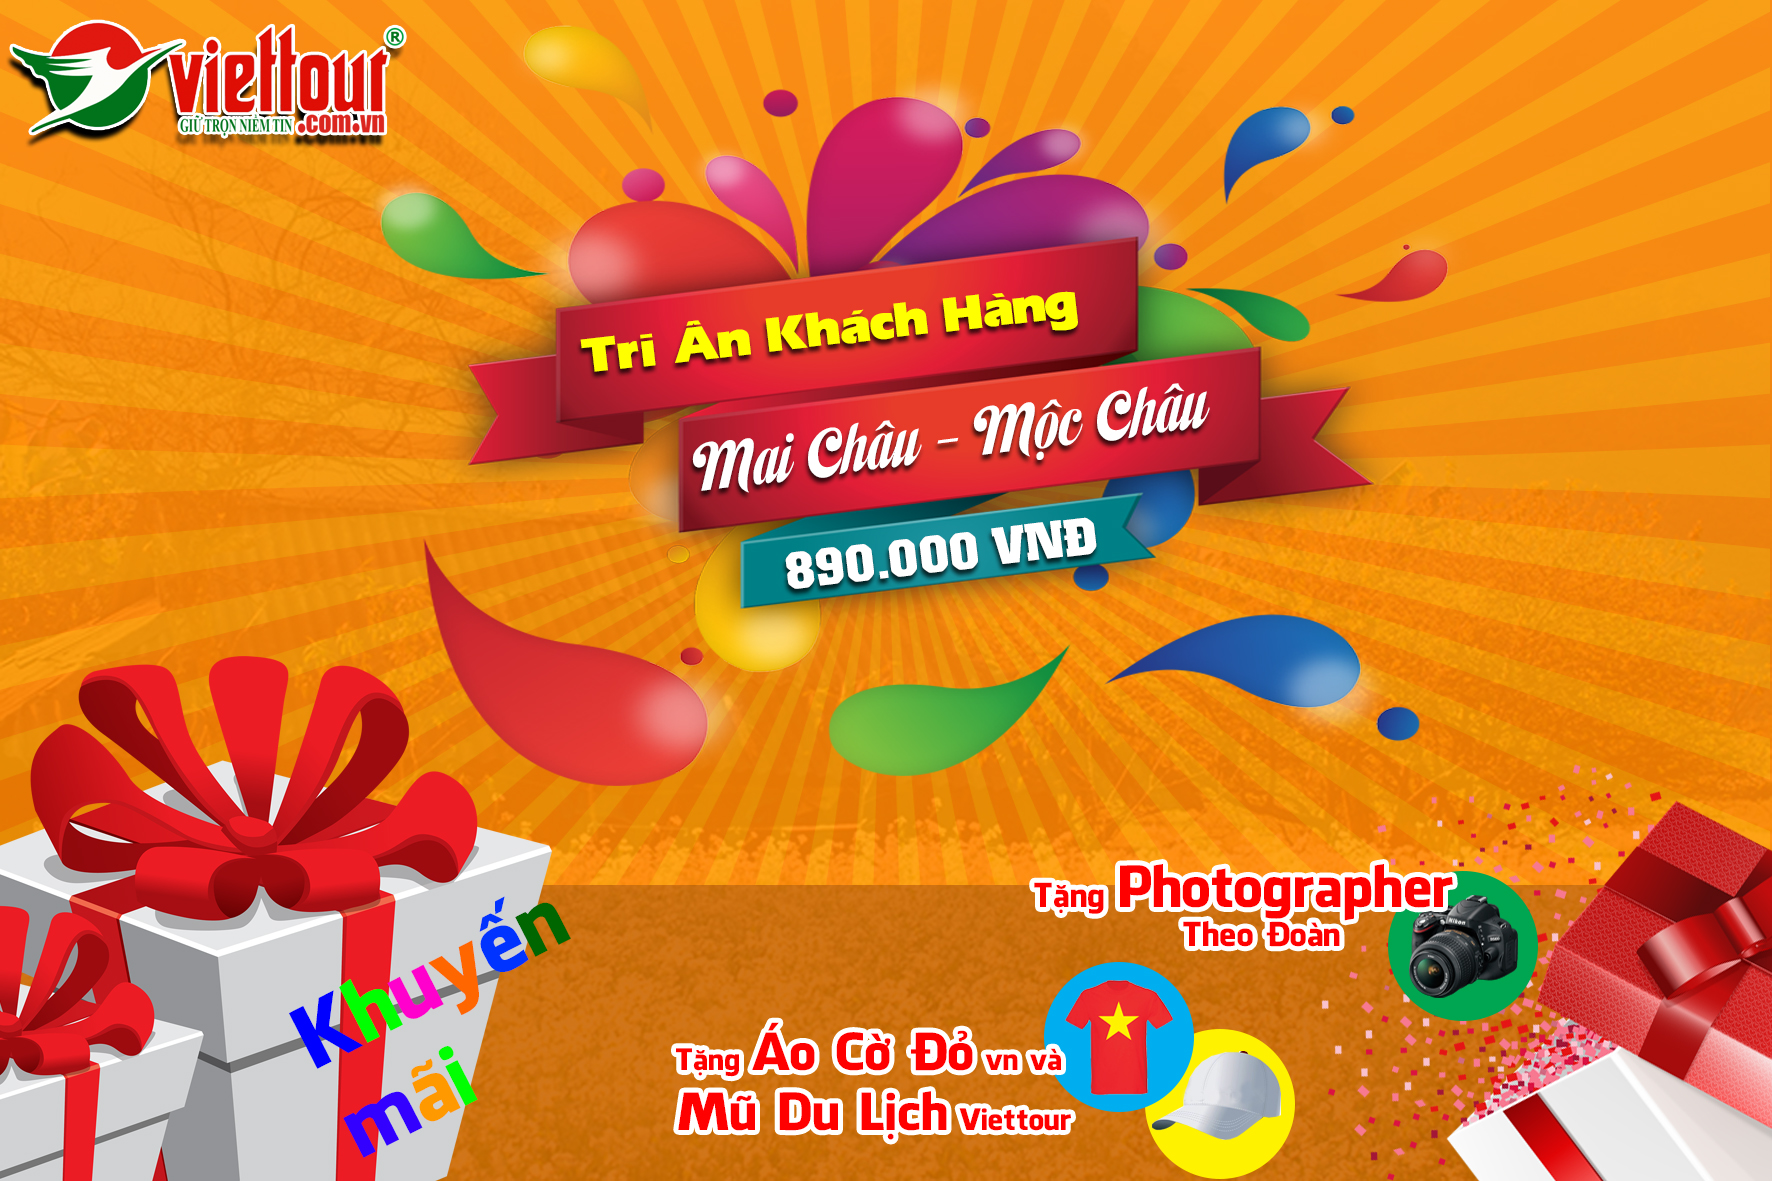 viettour®
GIỮ TRỌN NIỀM TIN .com.vn
Tri Ân Khách Hàng
Mai Châu - Mộc Châu
890.000 VNĐ
Khuyến
mãi
Tặng Photographer
Theo Đoàn
Nikon
Tặng Áo Cờ Đỏ vn và
Mũ Du Lịch Viettour